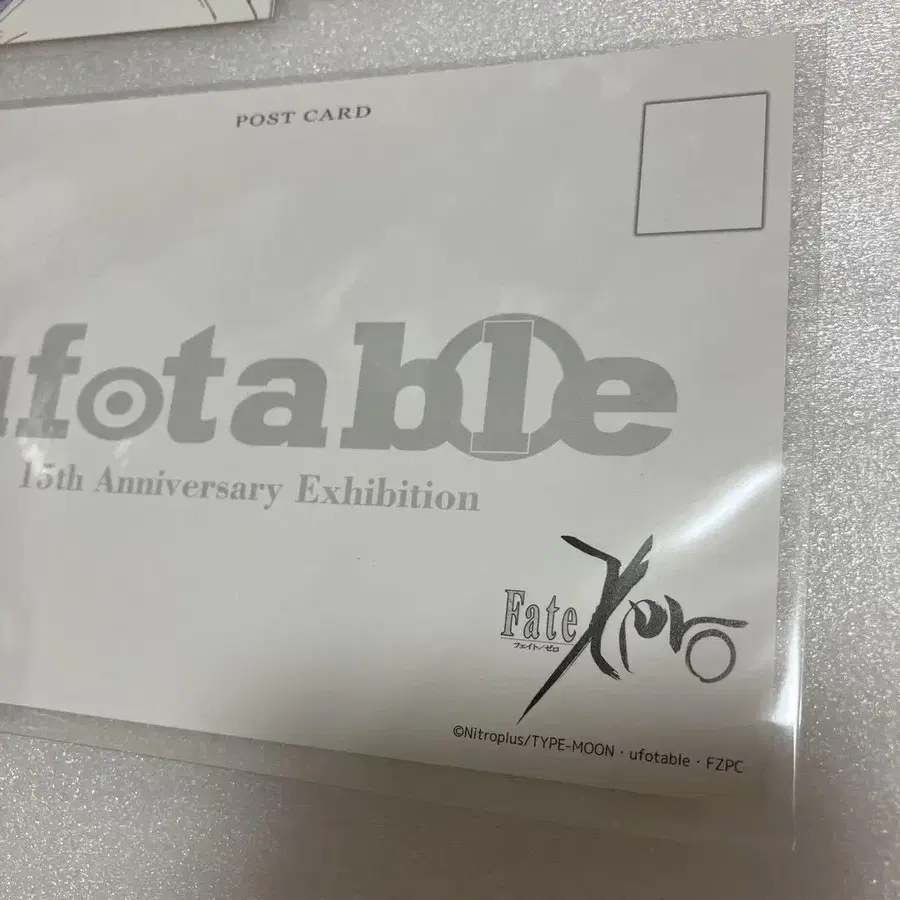 POST CARD
ufotable
15th Anniversary Exhibition
Fate/Zero
フェイト/ゼロ
©Nitroplus/TYPE-MOON・ufotable・FZPC